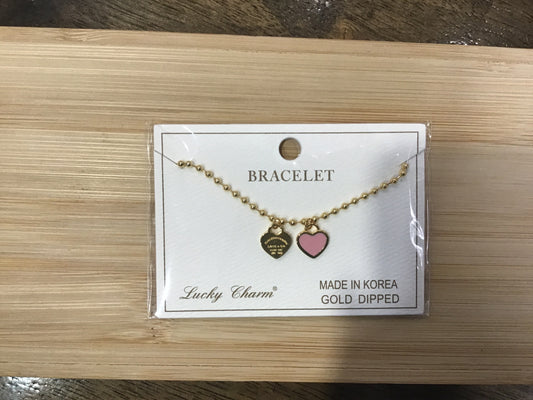 BRACELET
Lucky Charm®
MADE IN KOREA
GOLD DIPPED